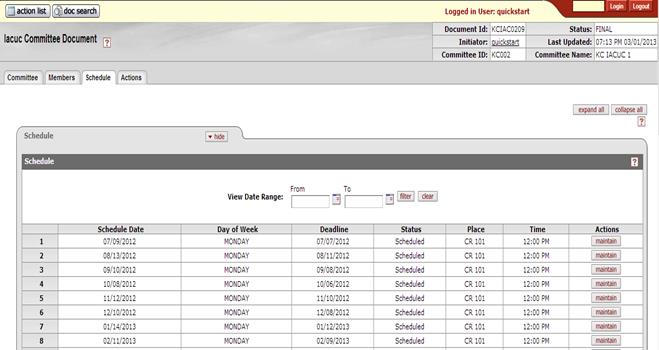 action list doc search Logged in User: quickstart Login Logout
Iacuc Committee Document ?
Document Id: KCIAC0209 Status: FINAL
Initiator: quickstart Last Updated: 07:13 PM 03/01/2013
Committee ID: KC002 Committee Name: KC IACUC 1
Committee Members Schedule Actions
expand all collapse all
?
Schedule hide
Schedule ?
From To
View Date Range: filter clear
Schedule Date Day of Week Deadline Status Place Time Actions
1 07/09/2012 MONDAY 07/07/2012 Scheduled CR 101 12:00 PM maintain
2 08/13/2012 MONDAY 08/11/2012 Scheduled CR 101 12:00 PM maintain
3 09/10/2012 MONDAY 09/08/2012 Scheduled CR 101 12:00 PM maintain
4 10/08/2012 MONDAY 10/06/2012 Scheduled CR 101 12:00 PM maintain
5 11/12/2012 MONDAY 11/10/2012 Scheduled CR 101 12:00 PM maintain
6 12/10/2012 MONDAY 12/08/2012 Scheduled CR 101 12:00 PM maintain
7 01/14/2013 MONDAY 01/12/2013 Scheduled CR 101 12:00 PM maintain
8 02/11/2013 MONDAY 02/09/2013 Scheduled CR 101 12:00 PM maintain